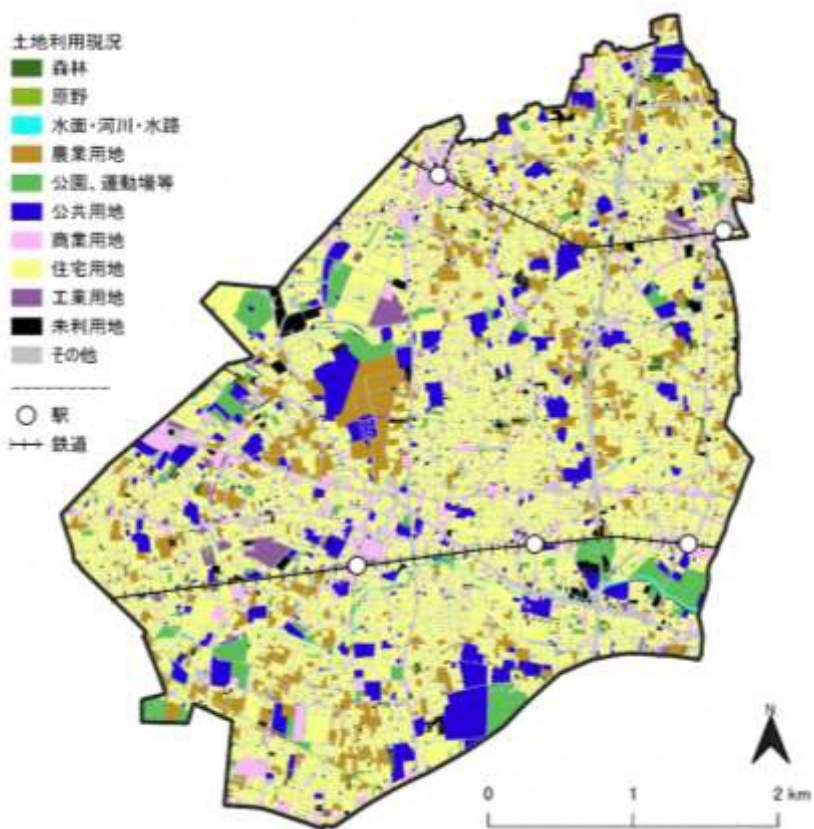 土地利用現況
森林
原野
水面・河川・水路
農業用地
公園、運動場等
公共用地
商業用地
住宅用地
工業用地
未利用地
その他
駅
鉄道
N
0 1 2 km